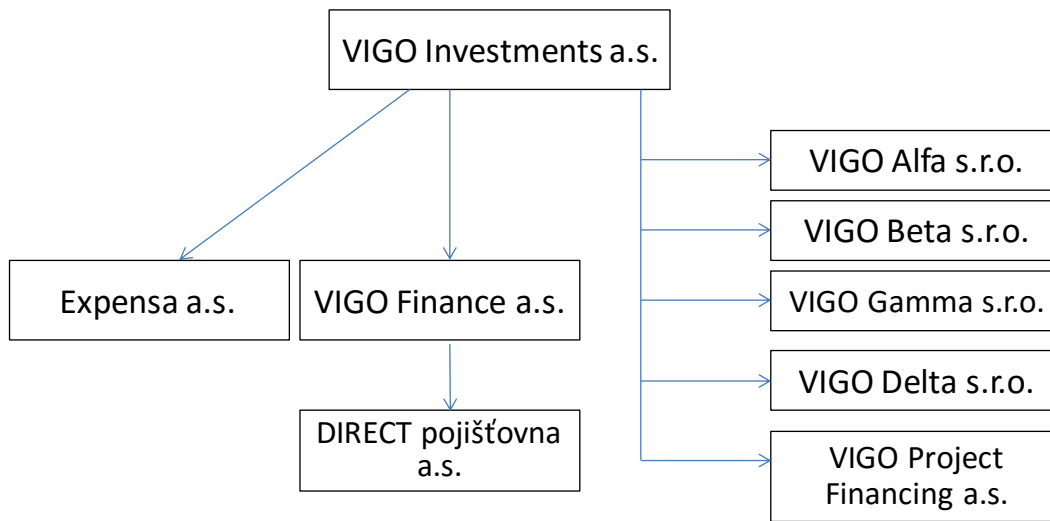 VIGO Investments a.s.
VIGO Alfa s.r.o.
VIGO Beta s.r.o.
Expensa a.s.
VIGO Finance a.s.
VIGO Gamma s.r.o.
VIGO Delta s.r.o.
DIRECT pojišťovna
a.s.
VIGO Project
Financing a.s.